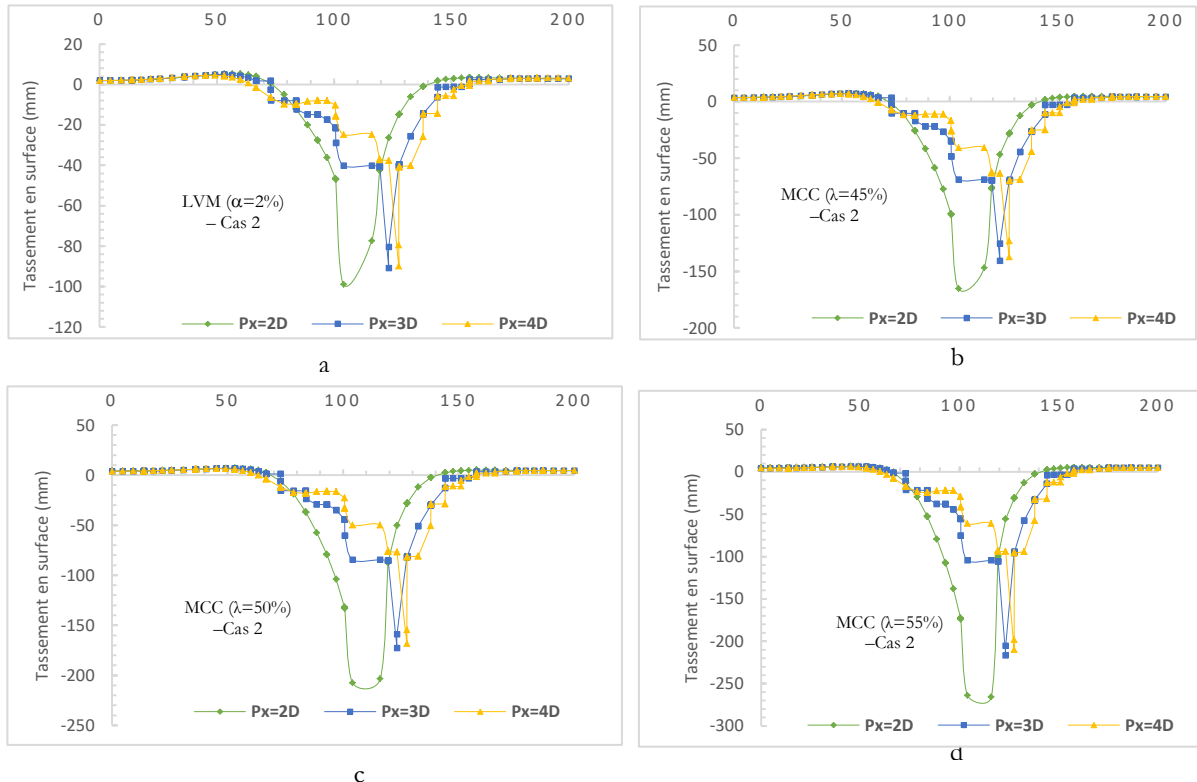 0 50 100 150 200
20
0
-20
-40
-60
-80
-100
-120
Tassement en surface (mm)
LVM (α=2%)
– Cas 2
Px=2D Px=3D Px=4D
a
0 50 100 150 200
50
0
-50
-100
-150
-200
Tassement en surface (mm)
MCC (λ=45%)
–Cas 2
Px=2D Px=3D Px=4D
b
0 50 100 150 200
50
0
-50
-100
-150
-200
-250
Tassement en surface (mm)
MCC (λ=50%)
–Cas 2
Px=2D Px=3D Px=4D
c
0 50 100 150 200
50
0
-50
-100
-150
-200
-250
-300
Tassement en surface (mm)
MCC (λ=55%)
–Cas 2
Px=2D Px=3D Px=4D
d